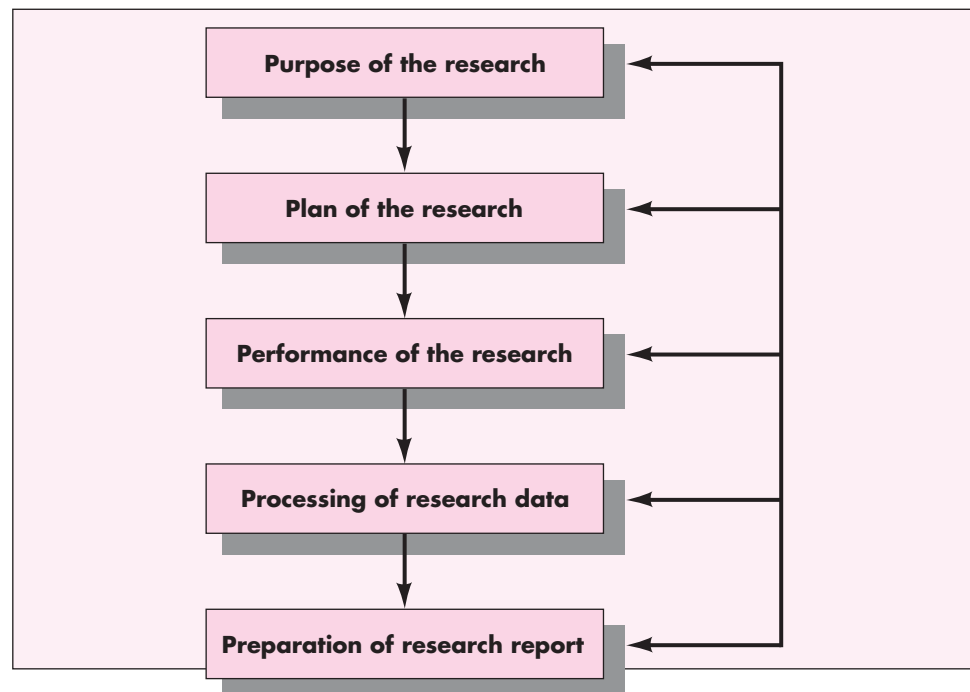 Purpose of the research
Plan of the research
Performance of the research
Processing of research data
Preparation of research report